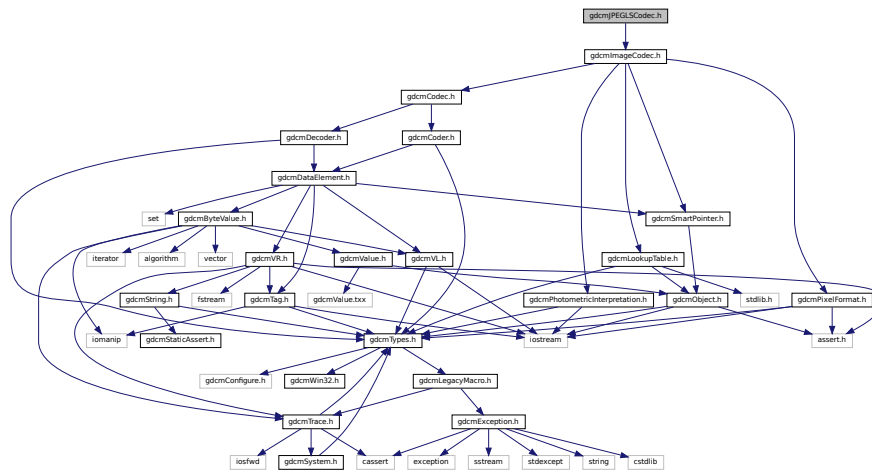 gdcmJPEGLSCodec.h
gdcmImageCodec.h
gdcmCodec.h
gdcmDecoder.h
gdcmCoder.h
gdcmDataElement.h
set
gdcmByteValue.h
gdcmSmartPointer.h
iterator
algorithm
vector
gdcmVR.h
gdcmValue.h
gdcmVL.h
gdcmLookupTable.h
gdcmString.h
fstream
gdcmTag.h
gdcmValue.txx
gdcmPhotometricInterpretation.h
gdcmObject.h
stdlib.h
gdcmPixelFormat.h
iomanip
gdcmStaticAssert.h
gdcmTypes.h
iostream
assert.h
gdcmConfigure.h
gdcmWin32.h
gdcmLegacyMacro.h
gdcmTrace.h
gdcmException.h
iosfwd
gdcmSystem.h
cassert
exception
sstream
stdexcept
string
cstdlib